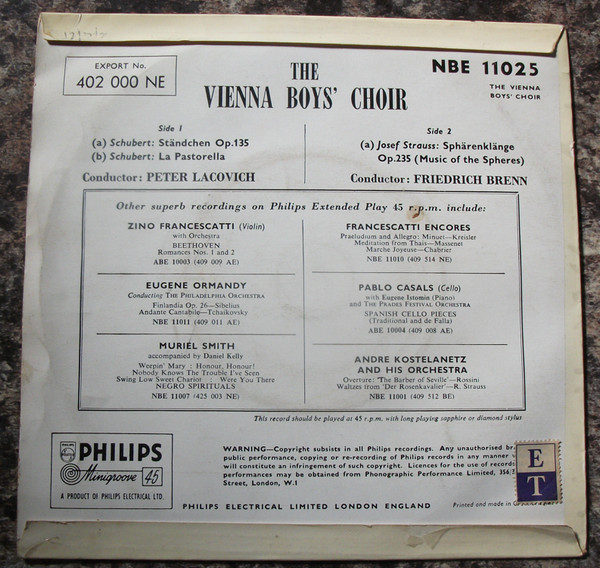 EXPORT No.
402 000 NE
THE
VIENNA BOYS' CHOIR
NBE 11025
THE VIENNA
BOYS' CHOIR
Side 1
(a) Schubert: Ständchen Op.135
(b) Schubert: La Pastorella
Conductor: PETER LACOVICH
Side 2
(a) Josef Strauss: Sphärenklänge
Op.235 (Music of the Spheres)
Conductor: FRIEDRICH BRENN
Other superb recordings on Philips Extended Play 45 r.p.m. include:
ZINO FRANCESCATTI (Violin)
with Orchestra
BEETHOVEN
Romances Nos. 1 and 2
ABE 10003 (409 009 AE)
FRANCESCATTI ENCORES
Praeludium and Allegro: Minuet—Kreisler
Meditation from Thais—Massenet
Marche Joyeuse—Chabrier
NBE 11010 (409 514 NE)
EUGENE ORMANDY
Conducting THE PHILADELPHIA ORCHESTRA
Finlandia Op. 26—Sibelius
Andante Cantabile—Tchaikovsky
NBE 11011 (409 011 AE)
PABLO CASALS (Cello)
with Eugene Istomin (Piano)
and THE PRADES FESTIVAL ORCHESTRA
SPANISH CELLO PIECES
(Traditional and de Falla)
ABE 10004 (409 008 AE)
MURIEL SMITH
accompanied by Daniel Kelly
Weepin' Mary : Honour, Honour!
Nobody Knows The Trouble I've Seen
Swing Low Sweet Chariot : Were You There
NEGRO SPIRITUALS
NBE 11007 (425 003 NE)
ANDRE KOSTELANETZ
AND HIS ORCHESTRA
Overture: 'The Barber of Seville'—Rossini
Waltzes from 'Der Rosenkavalier'—R. Strauss
NBE 11001 (409 512 BE)
This record should be played at 45 r.p.m. with long playing sapphire or diamond stylus
PHILIPS
PHILIPS
Minigroove 45
A PRODUCT OF PHILIPS ELECTRICAL LTD.
WARNING—Copyright subsists in all Philips recordings. Any unauthorised
public performance, copying or re-recording of Philips records in any manner
will constitute an infringement of such copyright. Licences for the use of records
performances may be obtained from Phonographic Performance Limited, 356
Street, London, W.1
E
T
PHILIPS ELECTRICAL LIMITED LONDON ENGLAND
Printed and made in